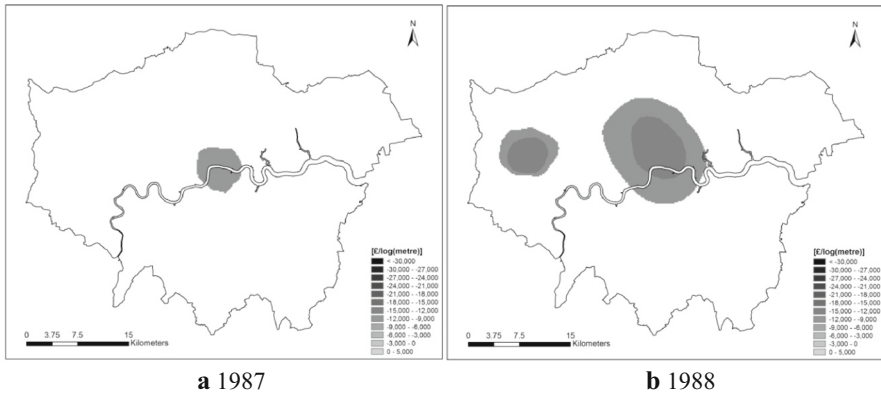 N
[£/log(metre)]
< -30,000
-30,000 - -27,000
-27,000 - -24,000
-24,000 - -21,000
-21,000 - -18,000
-18,000 - -15,000
-15,000 - -12,000
-12,000 - -9,000
-9,000 - -6,000
-6,000 - -3,000
-3,000 - 0
0 - 5,000
0 3.75 7.5 15
Kilometers
a 1987
N
[£/log(metre)]
< -30,000
-30,000 - -27,000
-27,000 - -24,000
-24,000 - -21,000
-21,000 - -18,000
-18,000 - -15,000
-15,000 - -12,000
-12,000 - -9,000
-9,000 - -6,000
-6,000 - -3,000
-3,000 - 0
0 - 5,000
0 3.75 7.5 15
Kilometers
b 1988